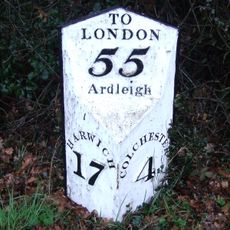 TO
LONDON
55
Ardleigh
HARWICH
17
COLCHESTER
4